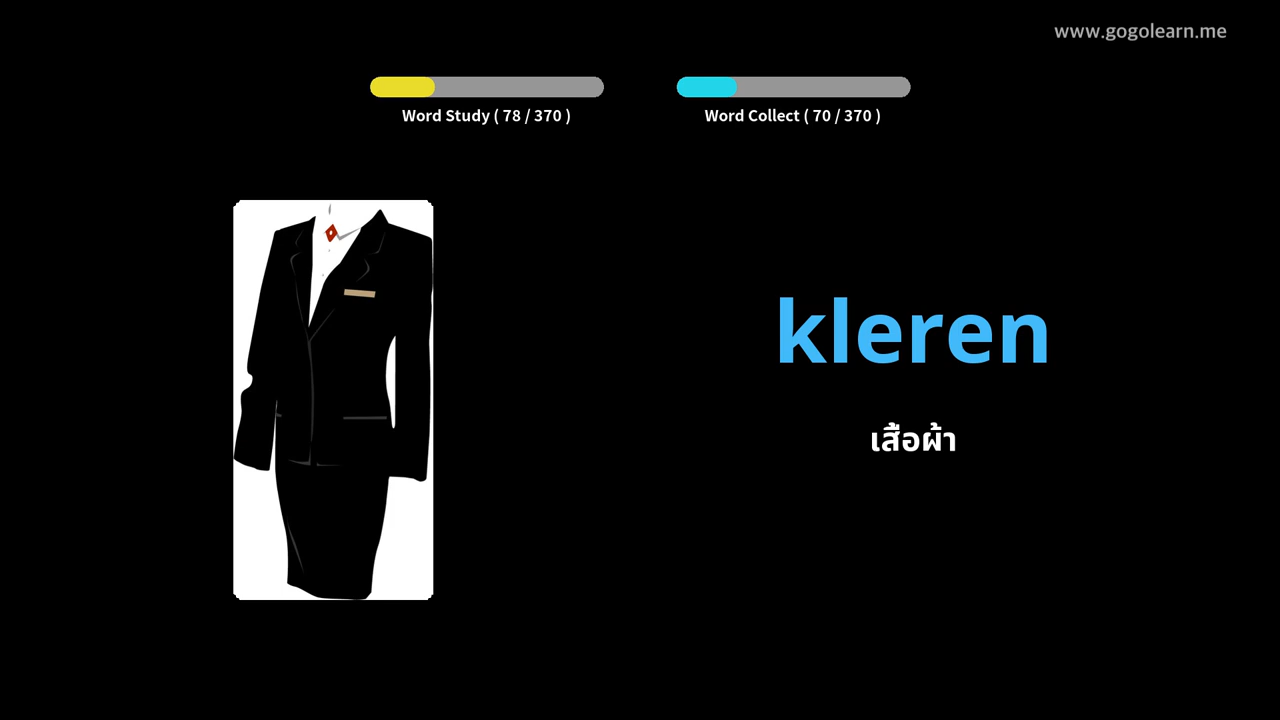 www.gogolearn.me
Word Study ( 78 / 370 )
Word Collect ( 70 / 370 )
kleren
เสื้อผ้า